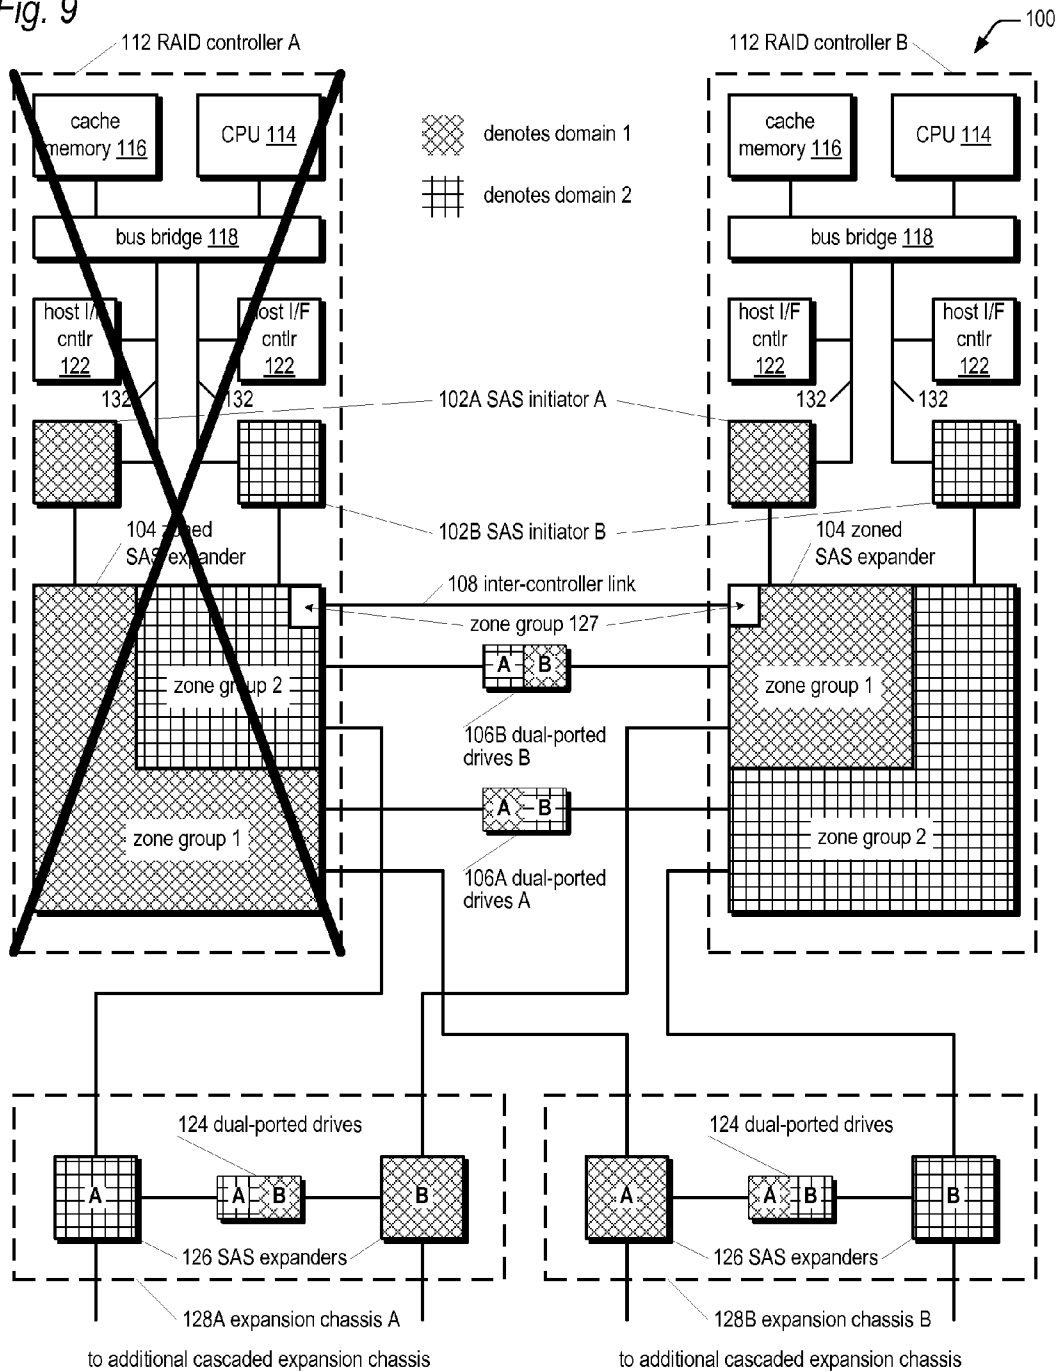 Fig. 9
100
112 RAID controller A
112 RAID controller B
cache
memory 116
CPU 114
denotes domain 1
denotes domain 2
cache
memory 116
CPU 114
bus bridge 118
bus bridge 118
host I/F
cntlr
122
host I/F
cntlr
122
host I/F
cntlr
122
host I/F
cntlr
122
132
132
132
132
102A SAS initiator A
102B SAS initiator B
104 zoned
SAS expander
104 zoned
SAS expander
108 inter-controller link
zone group 127
A B
zone group 2
zone group 1
106B dual-ported
drives B
A B
zone group 1
zone group 2
106A dual-ported
drives A
124 dual-ported drives
124 dual-ported drives
A
A B
B
A
A B
B
126 SAS expanders
126 SAS expanders
128A expansion chassis A
128B expansion chassis B
to additional cascaded expansion chassis
to additional cascaded expansion chassis